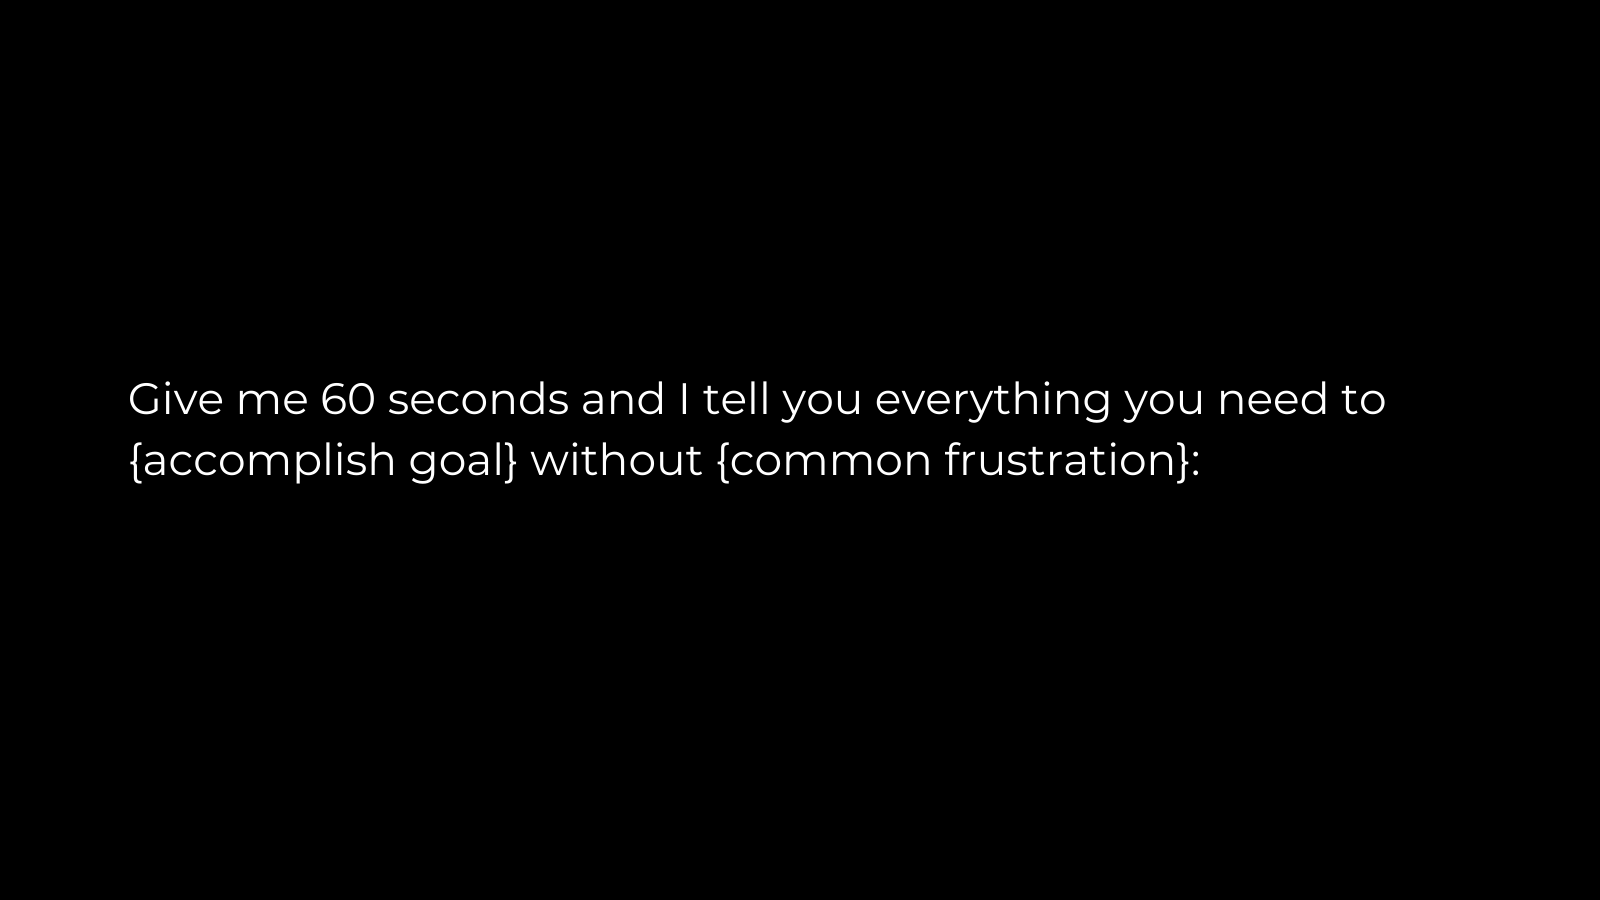 Give me 60 seconds and I tell you everything you need to
{accomplish goal} without {common frustration}: